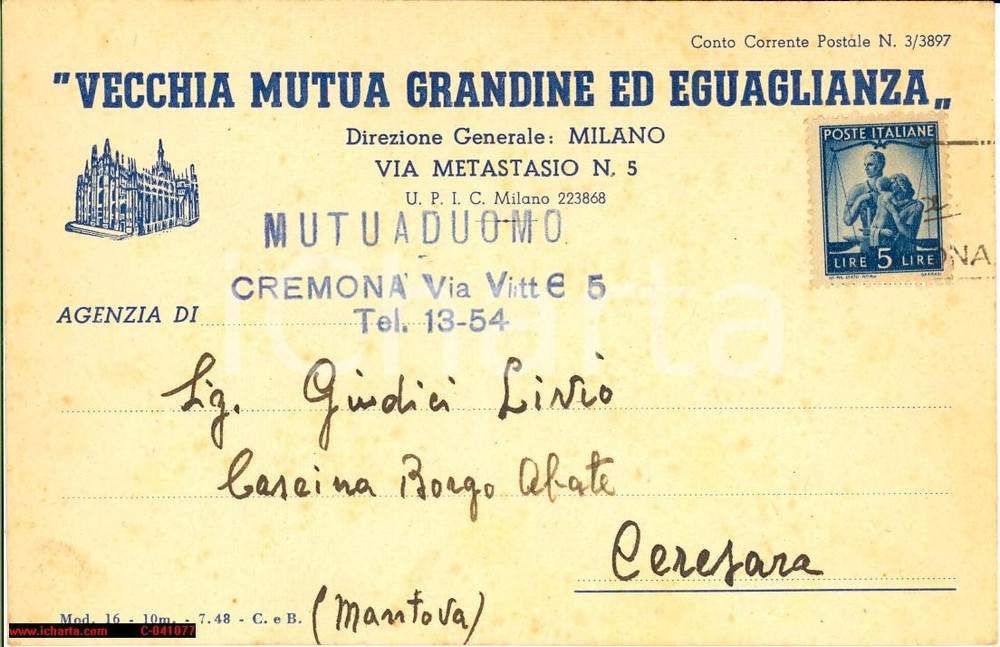 Conto Corrente Postale N. 3/3897
"VECCHIA MUTUA GRANDINE ED EGUAGLIANZA„
Direzione Generale: MILANO
VIA METASTASIO N. 5
U. P. I. C. Milano 223868
POSTE ITALIANE
LIRE 5 LIRE
MUTUADUOMO
CREMONA Via Vitt E 5
Tel. 13-54
AGENZIA DI
icharta
Sig. Giudici Livio
Cascina Borgo Abate
Ceresara
(Mantova)
Mod. 16 - 10m. - 7.48 - C. e B.
www.icharta.com C-041077